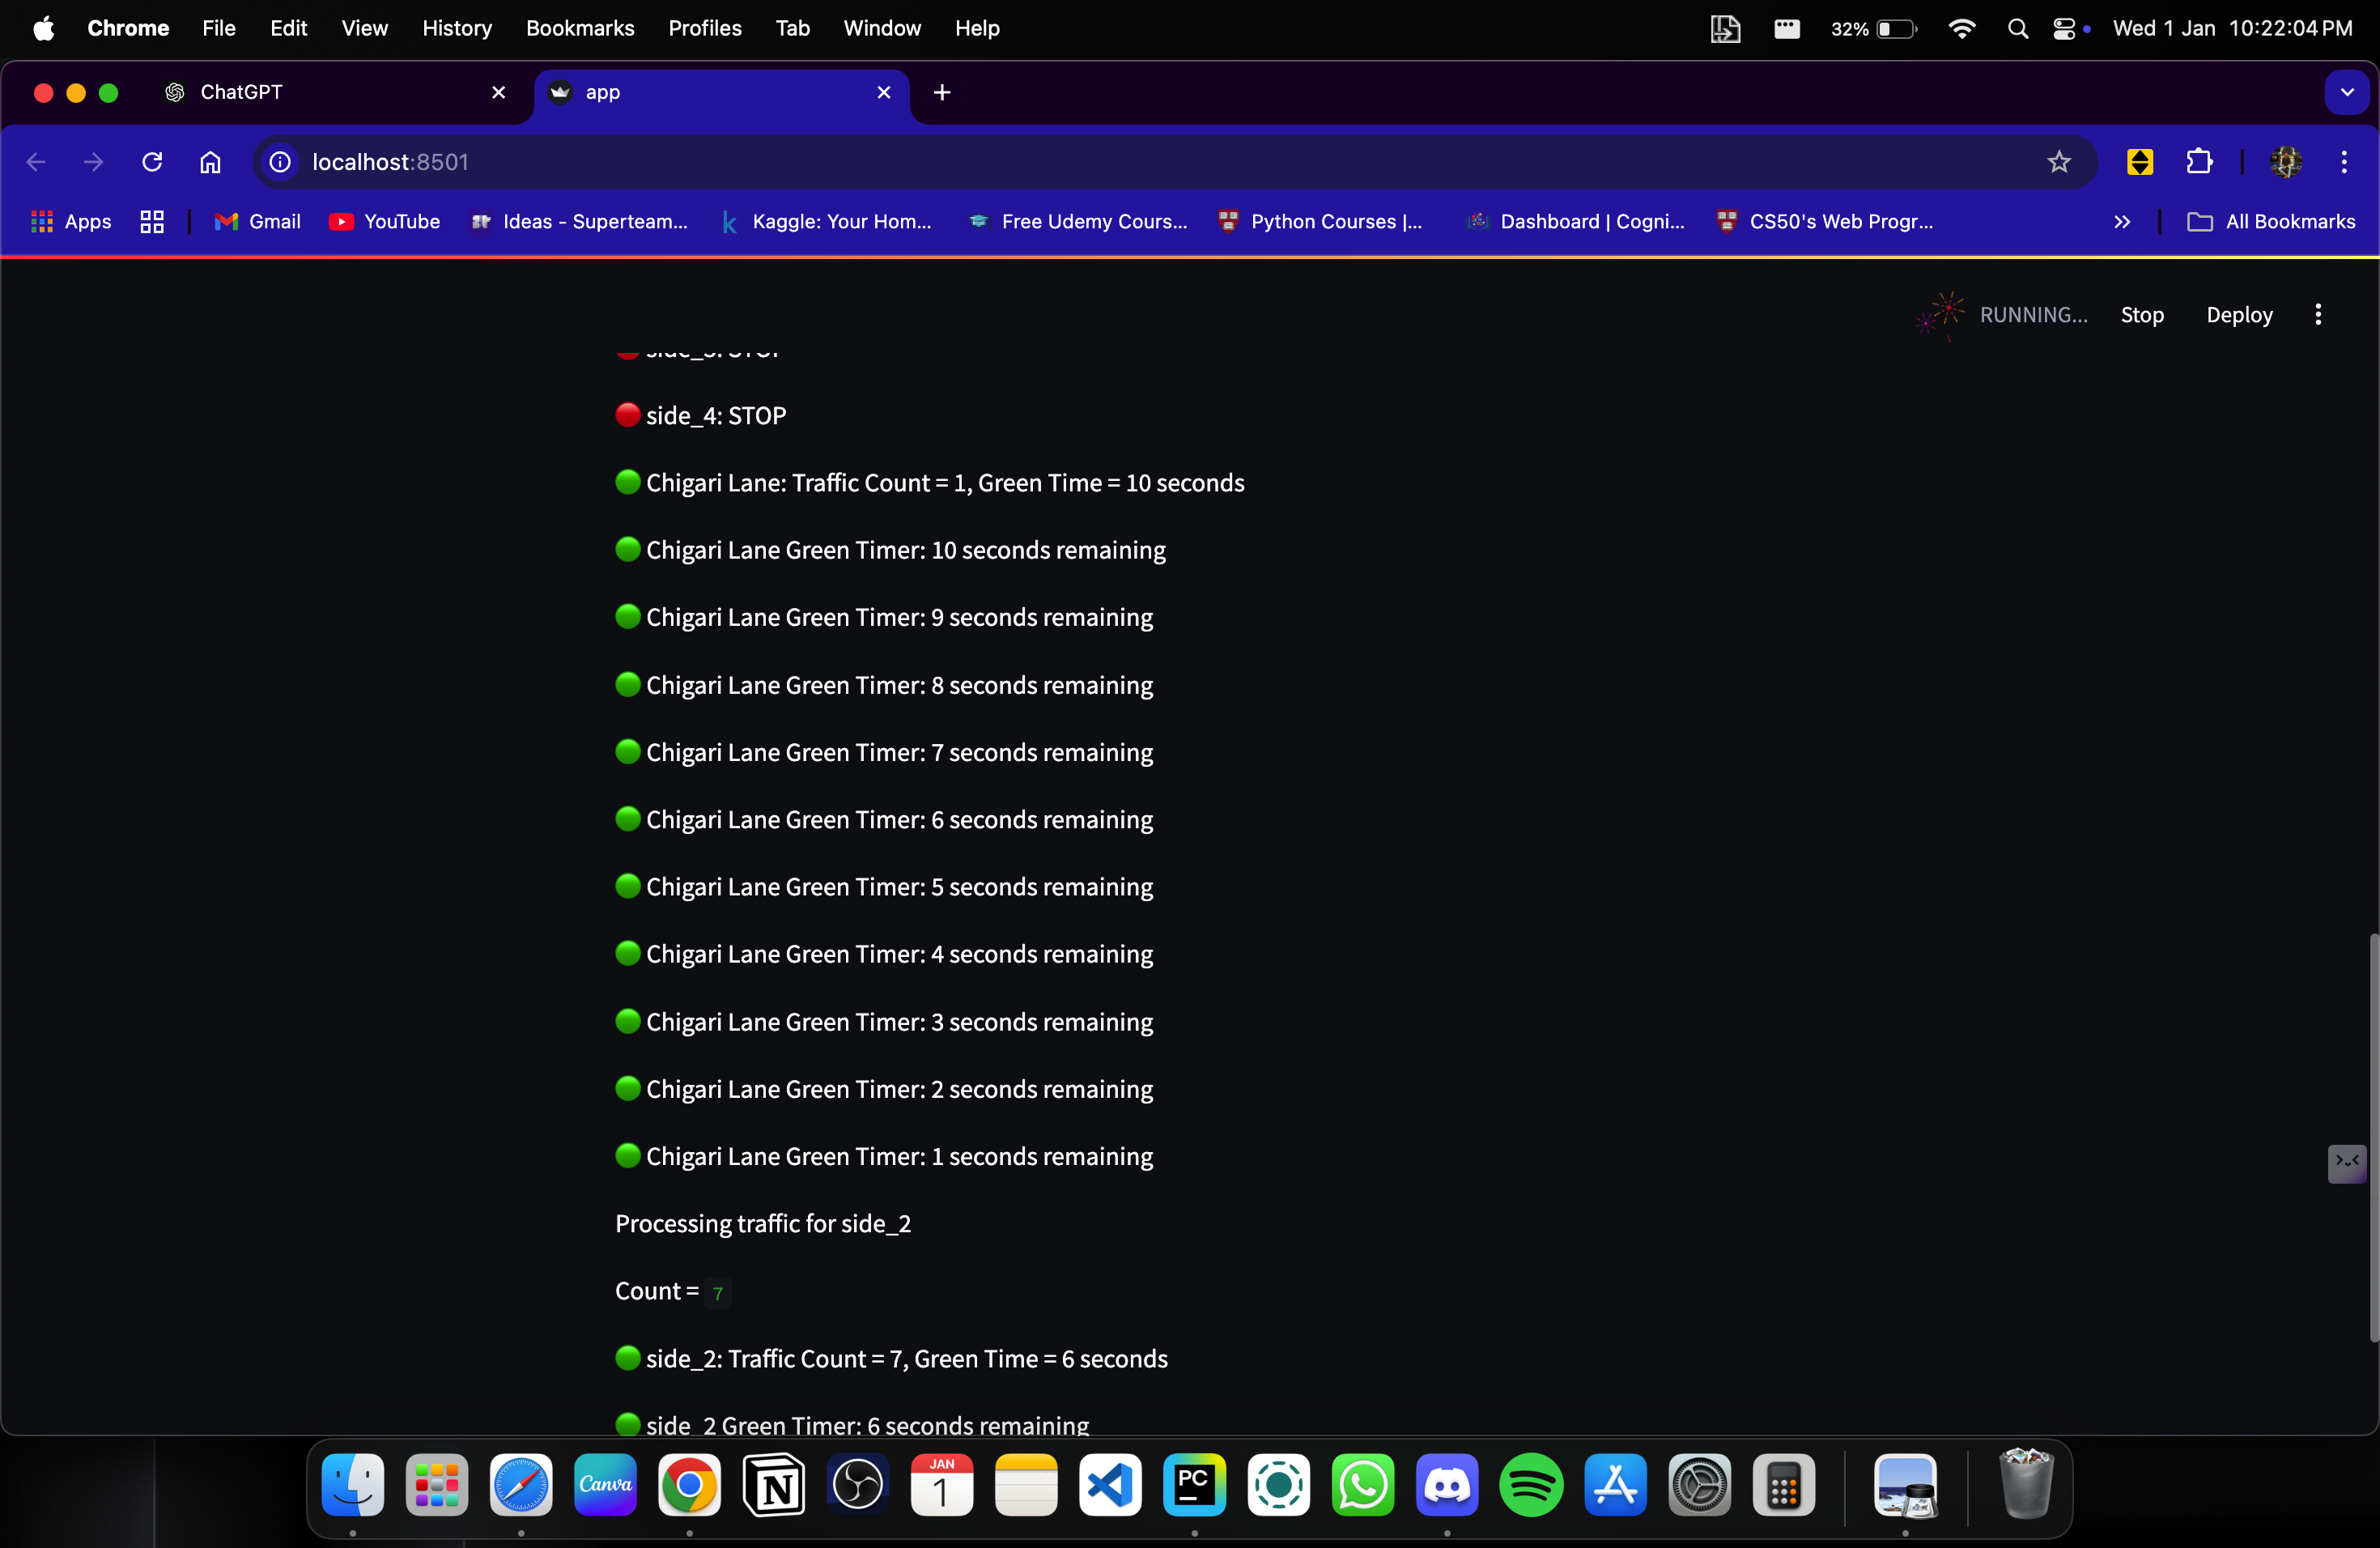 Chrome File Edit View History Bookmarks Profiles Tab Window Help 32% Wed 1 Jan 10:22:04 PM
ChatGPT app
localhost:8501
Apps Gmail YouTube Ideas - Superteam... Kaggle: Your Hom... Free Udemy Cours... Python Courses |... Dashboard | Cogni... CS50's Web Progr... All Bookmarks
RUNNING... Stop Deploy
side_3: STOP
side_4: STOP
Chigari Lane: Traffic Count = 1, Green Time = 10 seconds
Chigari Lane Green Timer: 10 seconds remaining
Chigari Lane Green Timer: 9 seconds remaining
Chigari Lane Green Timer: 8 seconds remaining
Chigari Lane Green Timer: 7 seconds remaining
Chigari Lane Green Timer: 6 seconds remaining
Chigari Lane Green Timer: 5 seconds remaining
Chigari Lane Green Timer: 4 seconds remaining
Chigari Lane Green Timer: 3 seconds remaining
Chigari Lane Green Timer: 2 seconds remaining
Chigari Lane Green Timer: 1 seconds remaining
Processing traffic for side_2
Count = 7
side_2: Traffic Count = 7, Green Time = 6 seconds
side_2 Green Timer: 6 seconds remaining
Canva JAN 1 PC